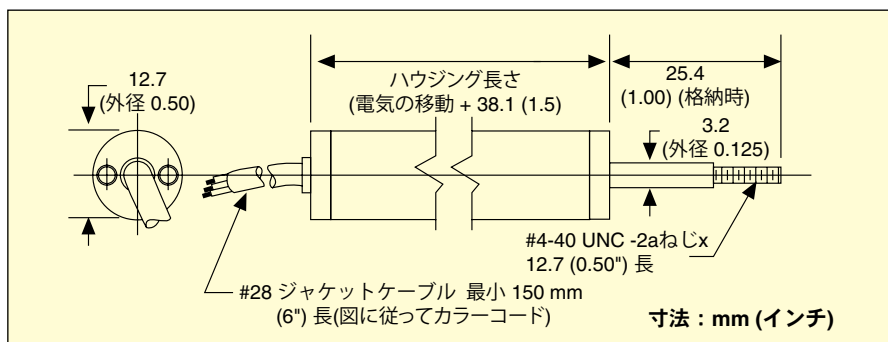 12.7
(外径 0.50)
ハウジング長さ
(電気の移動 + 38.1 (1.5)
25.4
(1.00) (格納時)
3.2
(外径 0.125)
#4-40 UNC -2aねじx
12.7 (0.50") 長
#28 ジャケットケーブル 最小 150 mm
(6") 長(図に従ってカラーコード)
寸法：mm (インチ)